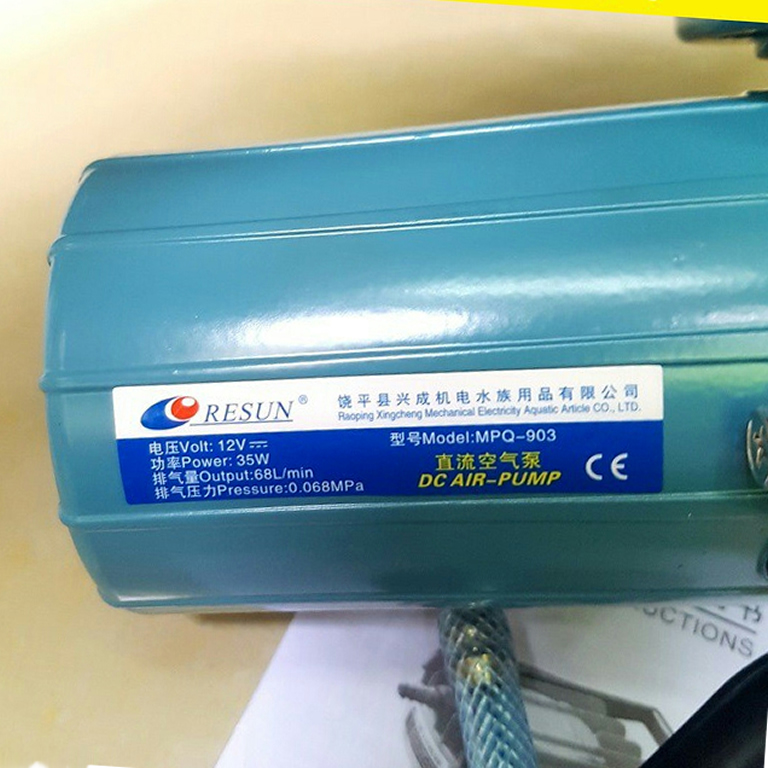 RESUN®
饶平县兴成机电水族用品有限公司
Raoping Xingcheng Mechanical Electricity Aquatic Article CO., LTD.
电压Volt: 12V⎓
型号Model:MPQ-903
功率Power: 35W
排气量Output:68L/min
排气压力Pressure:0.068MPa
直流空气泵
DC AIR-PUMP
CE
UCTIONS